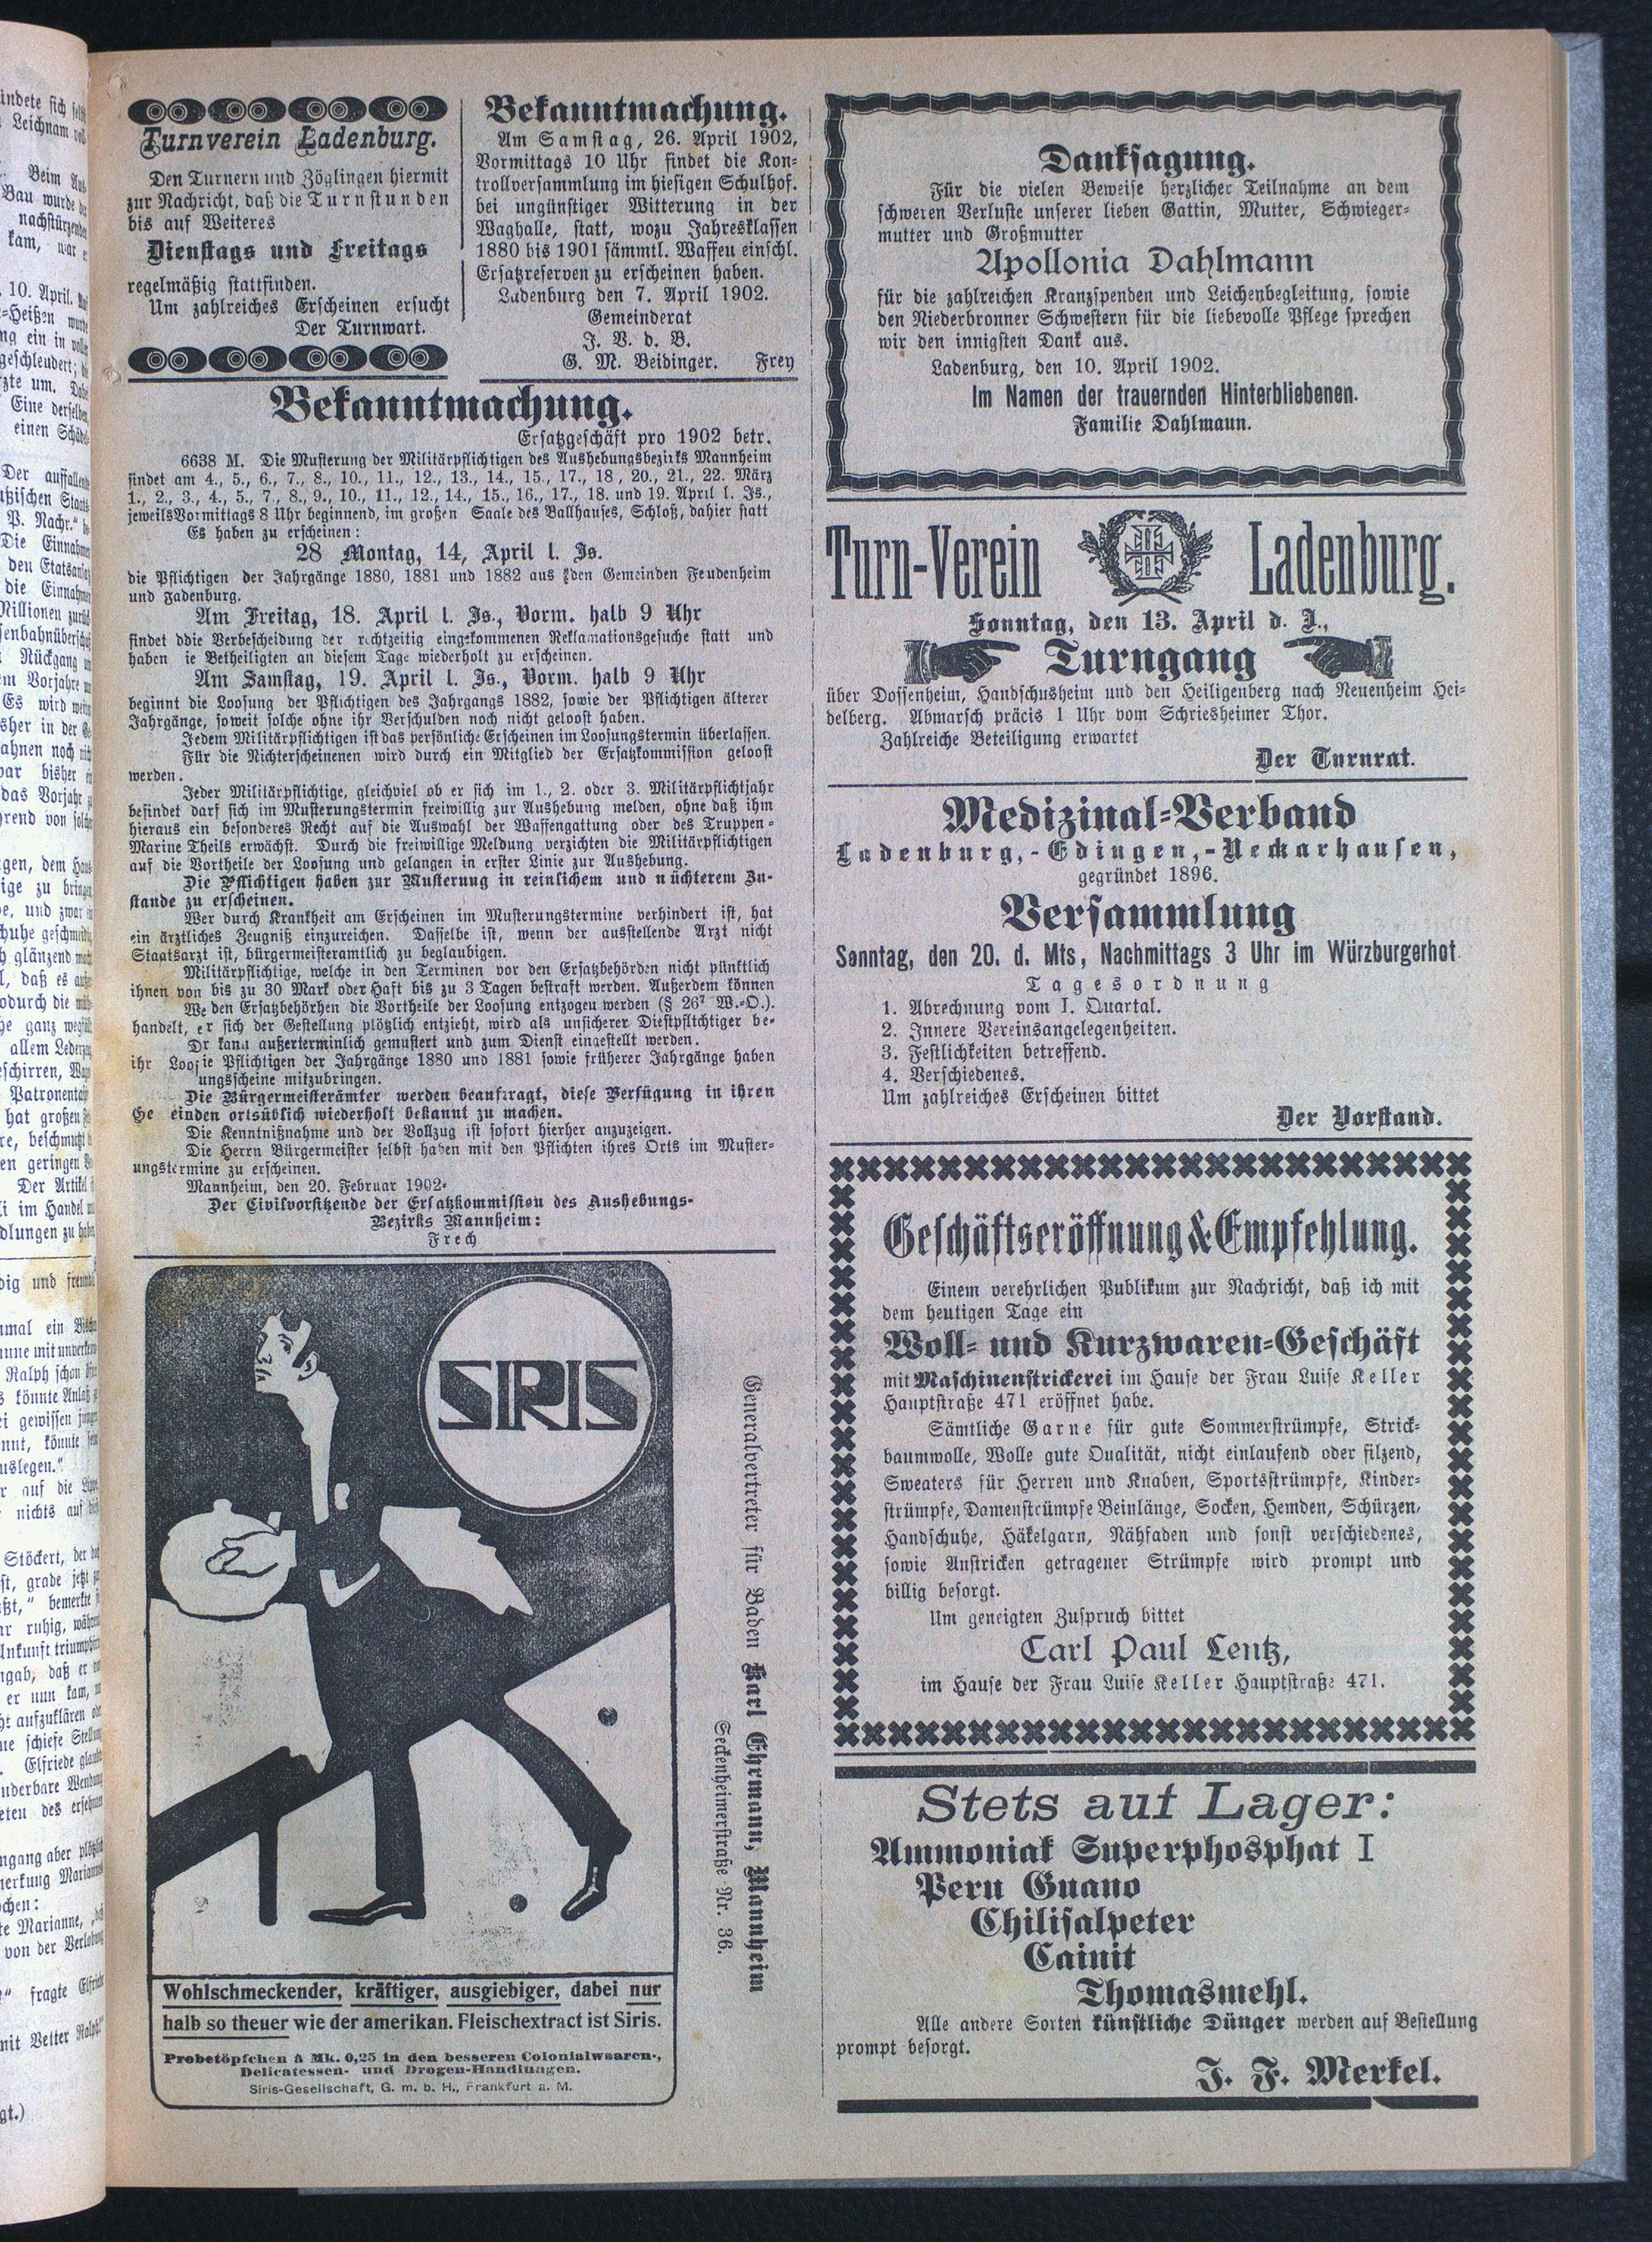 Turnverein Ladenburg.
Den Turnern und Zöglingen hiermit
zur Nachricht, daß die Turnstunden
bis auf Weiteres
Dienstags und Freitags
regelmäßig stattfinden.
Um zahlreiches Erscheinen ersucht
Der Turnwart.
Bekanntmachung.
Am Samstag, 26. April 1902,
Vormittags 10 Uhr findet die Kon-
trollversammlung im hiesigen Schulhof.
bei ungünstiger Witterung in der
Waghalle, statt, wozu Jahresklassen
1880 bis 1901 sämmtl. Waffen einschl.
Ersatzreserven zu erscheinen haben.
Ladenburg den 7. April 1902.
Gemeinderat
J. V. d. B.
G. M. Beidinger. Frey
Bekanntmachung.
Ersatzgeschäft pro 1902 betr.
6638 M. Die Musterung der Militärpflichtigen des Aushebungsbezirks Mannheim
findet am 4., 5., 6., 7., 8., 10., 11., 12., 13., 14., 15., 17., 18, 20., 21., 22. März
1., 2., 3., 4., 5., 7., 8., 9., 10., 11., 12., 14., 15., 16., 17., 18. und 19. April l. Js.,
jeweils Vormittags 8 Uhr beginnend, im großen Saale des Ballhauses, Schloß, dahier statt
Es haben zu erscheinen:
28 Montag, 14, April l. Js.
die Pflichtigen der Jahrgänge 1880, 1881 und 1882 aus den Gemeinden Feudenheim
und Ladenburg.
Am Freitag, 18. April l. Js., Vorm. halb 9 Uhr
findet ddie Verbescheidung der rechtzeitig eingekommenen Reklamationsgesuche statt und
haben ie Betheiligten an diesem Tage wiederholt zu erscheinen.
Am Samstag, 19. April l. Js., Vorm. halb 9 Uhr
beginnt die Loosung der Pflichtigen des Jahrgangs 1882, sowie der Pflichtigen älterer
Jahrgänge, soweit solche ohne ihr Verschulden noch nicht geloost haben.
Jedem Militärpflichtigen ist das persönliche Erscheinen im Loosungstermin überlassen.
Für die Nichterscheinenen wird durch ein Mitglied der Ersatzkommission geloost
werden.
Jeder Militärpflichtige, gleichviel ob er sich im 1., 2. oder 3. Militärpflichtjahr
befindet darf sich im Musterungstermin freiwillig zur Aushebung melden, ohne daß ihm
hieraus ein besonderes Recht auf die Auswahl der Waffengattung oder des Truppen-
Marine Theils erwächst. Durch die freiwillige Meldung verzichten die Militärpflichtigen
auf die Vortheile der Loosung und gelangen in erster Linie zur Aushebung.
Die Pflichtigen haben zur Musterung in reinlichem und nüchterem Zu-
stande zu erscheinen.
Wer durch Krankheit am Erscheinen im Musterungstermine verhindert ist, hat
ein ärztliches Zeugniß einzureichen. Dasselbe ist, wenn der ausstellende Arzt nicht
Staatsarzt ist, bürgermeisteramtlich zu beglaubigen.
Militärpflichtige, welche in den Terminen vor den Ersatzbehörden nicht pünktlich
ihnen von bis zu 30 Mark oder Haft bis zu 3 Tagen bestraft werden. Außerdem können
We den Ersatzbehörhen die Vortheile der Loosung entzogeu werden (§ 26⁷ W.-O.).
handelt, er sich der Gestellung plötzlich entzieht, wird als unsicherer Diestpflichtiger be-
Dr kann außerterminlich gemustert und zum Dienst eingestellt werden.
ihr Loosie Pflichtigen der Jahrgänge 1880 und 1881 sowie früherer Jahrgänge haben
ungsscheine mitzubringen.
Die Bürgermeisterämter werden beauftragt, diese Verfügung in ihren
Ge einden ortsüblich wiederholt bekannt zu machen.
Die Kenntnißnahme und der Vollzug ist sofort hierher anzuzeigen.
Die Herrn Bürgermeister selbst haben mit den Pflichten ihres Orts im Muster-
ungstermine zu erscheinen.
Mannheim, den 20. Februar 1902.
Der Civilvorsitzende der Ersatzkommission des Aushebungs-
Bezirks Mannheim:
Frech
SIRIS
Wohlschmeckender, kräftiger, ausgiebiger, dabei nur
halb so theuer wie der amerikan. Fleischextract ist Siris.
Probetöpfchen à Mk. 0,25 in den besseren Colonialwaaren-,
Delicatessen- und Drogen-Handlungen.
Siris-Gesellschaft, G. m. b. H., Frankfurt a. M.
Generalvertreter für Baden Karl Ehrmann, Mannheim
Seckenheimerstraße Nr. 36.
Danksagung.
Für die vielen Beweise herzlicher Teilnahme an dem
schweren Verluste unserer lieben Gattin, Mutter, Schwieger-
mutter und Großmutter
Apollonia Dahlmann
für die zahlreichen Kranzspenden und Leichenbegleitung, sowie
den Niederbronner Schwestern für die liebevolle Pflege sprechen
wir den innigsten Dank aus.
Ladenburg, den 10. April 1902.
Im Namen der trauernden Hinterbliebenen.
Familie Dahlmann.
Turn-Verein Ladenburg.
Sonntag, den 13. April d. J.,
Turngang
über Dossenheim, Handschusheim und den Heiligenberg nach Neuenheim Hei-
delberg. Abmarsch präcis 1 Uhr vom Schriesheimer Thor.
Zahlreiche Beteiligung erwartet
Der Turnrat.
Medizinal-Verband
Ladenburg,-Edingen,-Neckarhausen,
gegründet 1896.
Versammlung
Sonntag, den 20. d. Mts, Nachmittags 3 Uhr im Würzburgerhof
Tagesordnung
1. Abrechnung vom I. Quartal.
2. Innere Vereinsangelegenheiten.
3. Festlichkeiten betreffend.
4. Verschiedenes.
Um zahlreiches Erscheinen bittet
Der Vorstand.
Geschäftseröffnung & Empfehlung.
Einem verehrlichen Publikum zur Nachricht, daß ich mit
dem heutigen Tage ein
Woll- und Kurzwaren-Geschäft
mit Maschinenstrickerei im Hause der Frau Luise Keller
Hauptstraße 471 eröffnet habe.
Sämtliche Garne für gute Sommerstrümpfe, Strick-
baumwolle, Wolle gute Qualität, nicht einlaufend oder filzend,
Sweaters für Herren und Knaben, Sportsstrümpfe, Kinder-
strümpfe, Damenstrümpfe Beinlänge, Socken, Hemden, Schürzen,
Handschuhe, Häkelgarn, Nähfaden und sonst verschiedenes,
sowie Anstricken getragener Strümpfe wird prompt und
billig besorgt.
Um geneigten Zuspruch bittet
Carl Paul Lentz,
im Hause der Frau Luise Keller Hauptstraße 471.
Stets auf Lager:
Ammoniak Superphosphat I
Peru Guano
Chilisalpeter
Cainit
Thomasmehl.
Alle andere Sorten künstliche Dünger werden auf Bestellung
prompt besorgt.
J. F. Merkel.